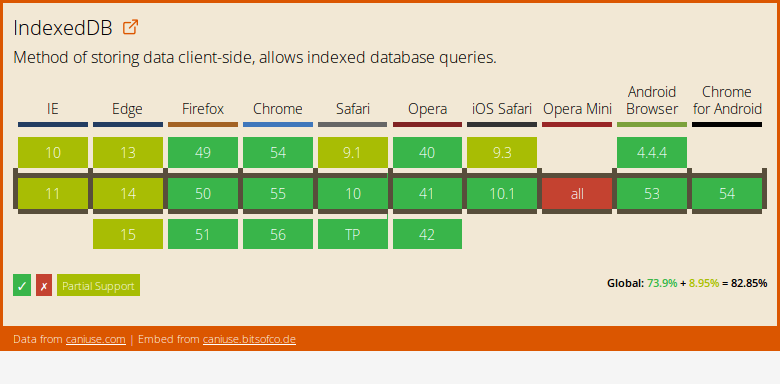 IndexedDB
Method of storing data client-side, allows indexed database queries.
IE Edge Firefox Chrome Safari Opera iOS Safari Opera Mini Android Browser Chrome for Android
10 13 49 54 9.1 40 9.3 4.4.4
11 14 50 55 10 41 10.1 all 53 54
15 51 56 TP 42
✓ ✗ Partial Support Global: 73.9% + 8.95% = 82.85%
Data from caniuse.com | Embed from caniuse.bitsofco.de